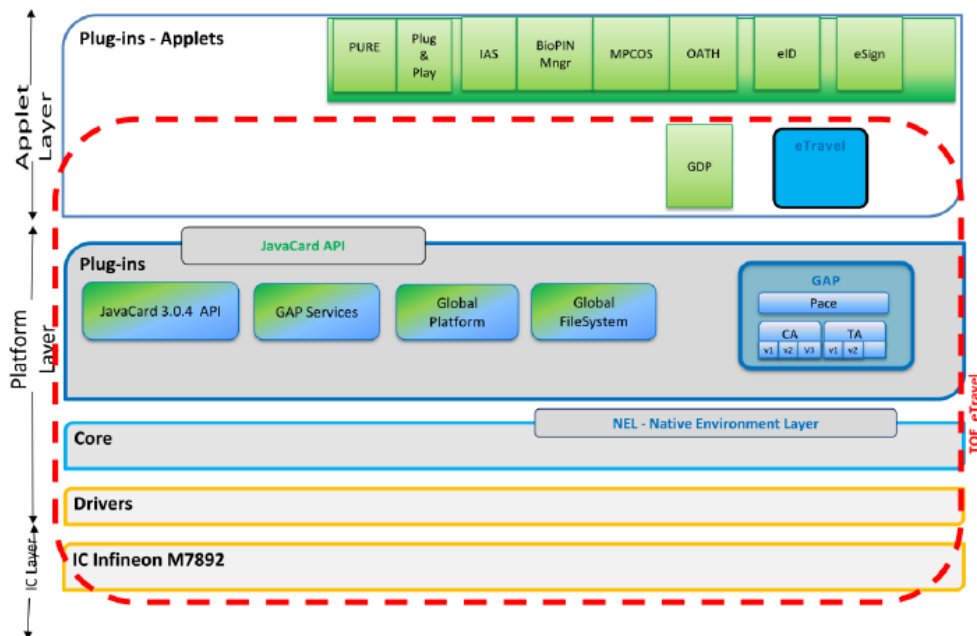 Plug-ins - Applets
PURE
Plug
&
Play
IAS
BioPIN
Mngr
MPCOS
OATH
eID
eSign
Applet
Layer
GDP
eTravel
JavaCard API
Plug-ins
JavaCard 3.0.4 API
GAP Services
Global
Platform
Global
FileSystem
GAP
Pace
CA
TA
v1
v2
V3
v1
v2
Platform
Layer
NEL - Native Environment Layer
Core
TOE eTravel
Drivers
IC Infineon M7892
IC Layer